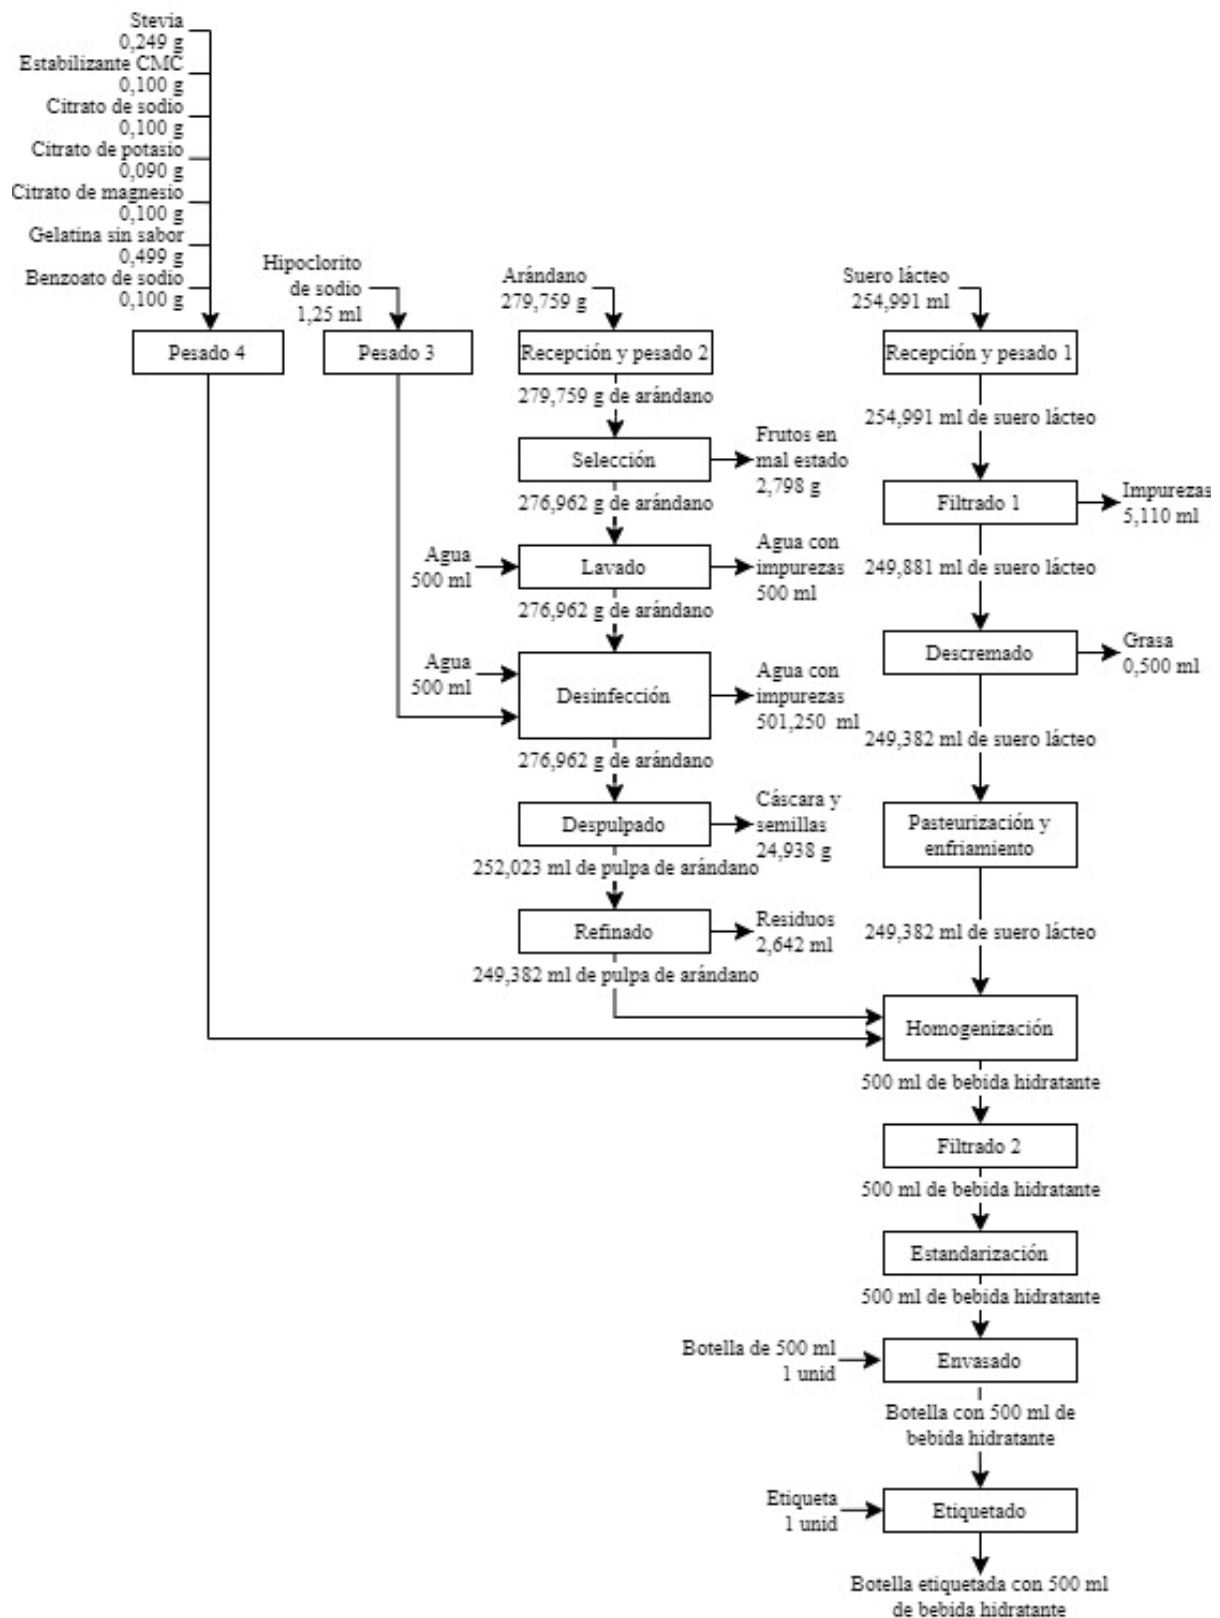 Stevia
0,249 g
Estabilizante CMC
0,100 g
Citrato de sodio
0,100 g
Citrato de potasio
0,090 g
Citrato de magnesio
0,100 g
Gelatina sin sabor
0,499 g
Benzoato de sodio
0,100 g
Hipoclorito
de sodio
1,25 ml
Arándano
279,759 g
Suero lácteo
254,991 ml
Pesado 4
Pesado 3
Recepción y pesado 2
Recepción y pesado 1
279,759 g de arándano
254,991 ml de suero lácteo
Selección
Frutos en
mal estado
2,798 g
276,962 g de arándano
Filtrado 1
Impurezas
5,110 ml
Agua
500 ml
Lavado
Agua con
impurezas
500 ml
249,881 ml de suero lácteo
276,962 g de arándano
Descremado
Grasa
0,500 ml
Agua
500 ml
Desinfección
Agua con
impurezas
501,250 ml
249,382 ml de suero lácteo
276,962 g de arándano
Despulpado
Cáscara y
semillas
24,938 g
Pasteurización y
enfriamiento
252,023 ml de pulpa de arándano
Refinado
Residuos
2,642 ml
249,382 ml de suero lácteo
249,382 ml de pulpa de arándano
Homogenización
500 ml de bebida hidratante
Filtrado 2
500 ml de bebida hidratante
Estandarización
500 ml de bebida hidratante
Botella de 500 ml
1 unid
Envasado
Botella con 500 ml de
bebida hidratante
Etiqueta
1 unid
Etiquetado
Botella etiquetada con 500 ml
de bebida hidratante